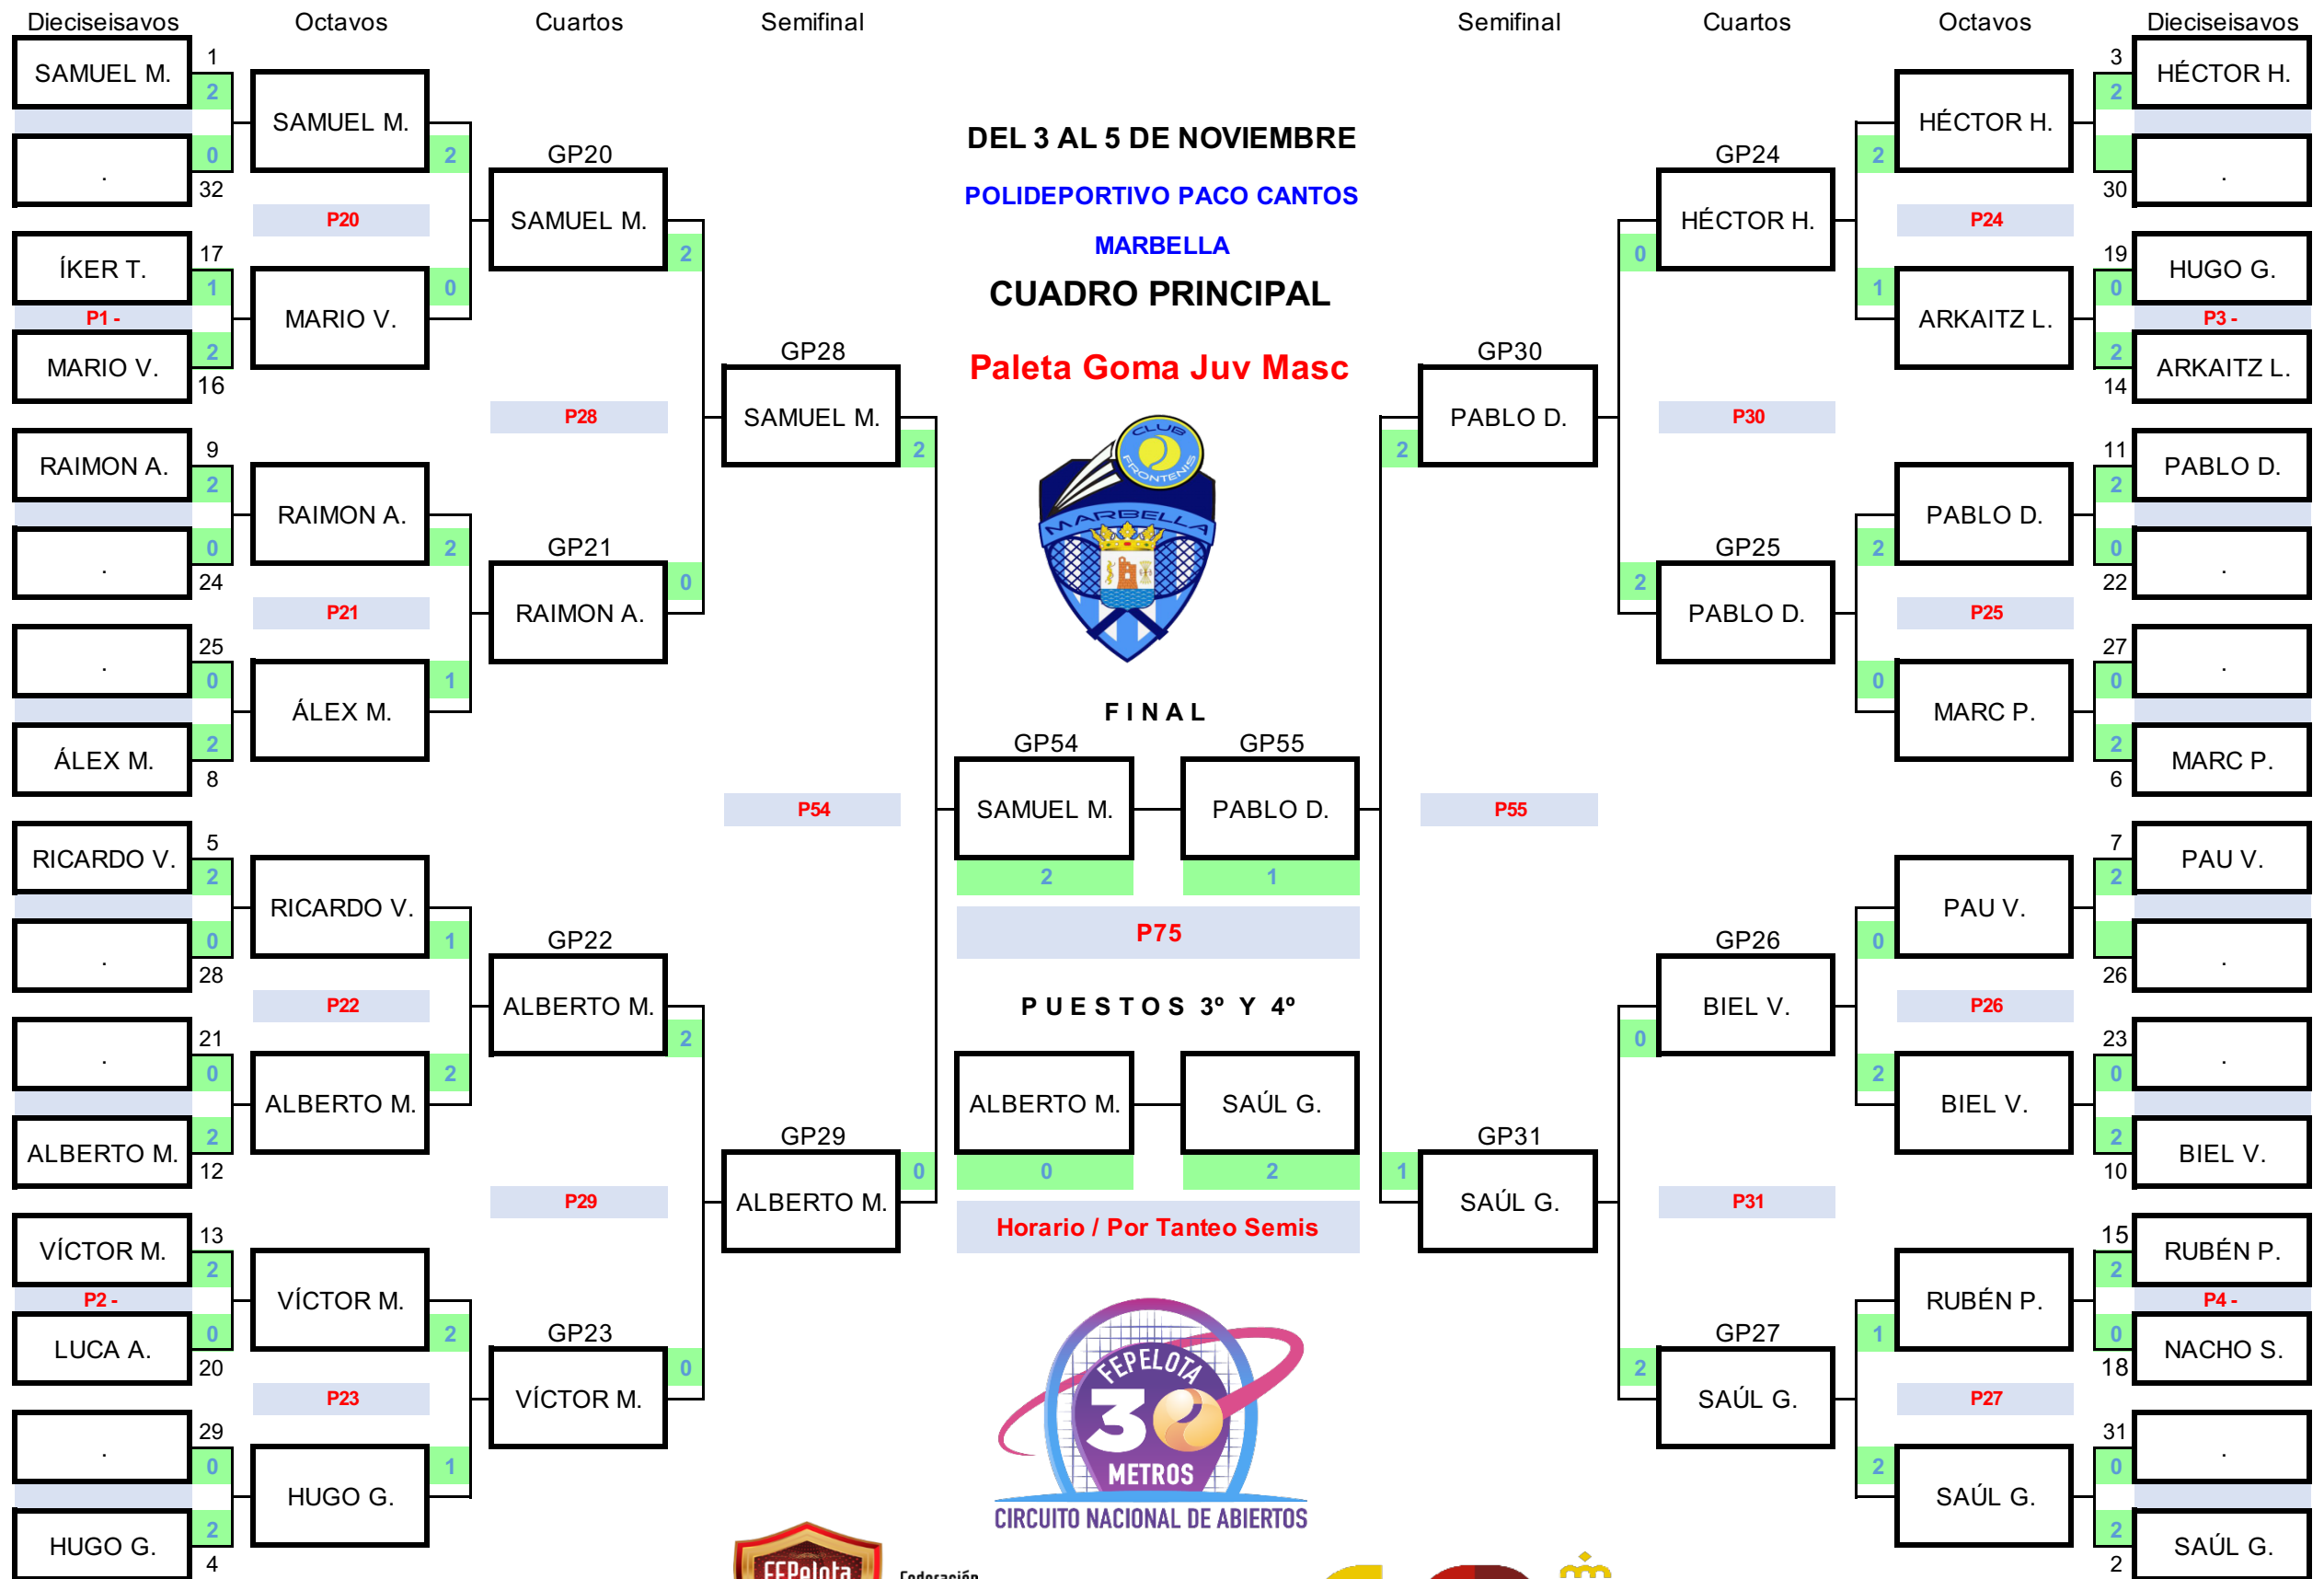 Dieciseisavos Octavos Cuartos Semifinal Semifinal Cuartos Octavos Dieciseisavos
SAMUEL M. 1
2
. 0
32
ÍKER T. 17
1
P1 -
MARIO V. 2
16
RAIMON A. 9
2
. 0
24
. 25
0
ÁLEX M. 2
8
RICARDO V. 5
2
. 0
28
. 21
0
ALBERTO M. 2
12
VÍCTOR M. 13
2
P2 -
LUCA A. 0
20
. 29
0
HUGO G. 2
4
SAMUEL M. 2
P20
MARIO V. 0
RAIMON A. 2
P21
ÁLEX M. 1
RICARDO V. 1
P22
ALBERTO M. 2
VÍCTOR M. 2
P23
HUGO G. 1
GP20
SAMUEL M. 2
P28
GP21
RAIMON A. 0
GP22
ALBERTO M. 2
P29
GP23
VÍCTOR M. 0
GP28
SAMUEL M. 2
P54
GP29
ALBERTO M. 0
DEL 3 AL 5 DE NOVIEMBRE
POLIDEPORTIVO PACO CANTOS
MARBELLA
CUADRO PRINCIPAL
Paleta Goma Juv Masc
CLUB
FRONTENIS
MARBELLA
FINAL
GP54 GP55
SAMUEL M. PABLO D.
2 1
P75
PUESTOS 3º Y 4º
ALBERTO M. SAÚL G.
0 2
Horario / Por Tanteo Semis
FEPELOTA
30
METROS
CIRCUITO NACIONAL DE ABIERTOS
FEPelota
Federación
GP30
2 PABLO D.
P55
GP31
1 SAÚL G.
GP24
0 HÉCTOR H.
P30
GP25
2 PABLO D.
GP26
0 BIEL V.
P31
GP27
2 SAÚL G.
2 HÉCTOR H.
P24
1 ARKAITZ L.
2 PABLO D.
P25
0 MARC P.
0 PAU V.
P26
2 BIEL V.
1 RUBÉN P.
P27
2 SAÚL G.
3 HÉCTOR H.
2
.
30
19 HUGO G.
0
P3 -
2 ARKAITZ L.
14
11 PABLO D.
2
0 .
22
27 .
0
2 MARC P.
6
7 PAU V.
2
.
26
23 .
0
2 BIEL V.
10
15 RUBÉN P.
2
P4 -
0 NACHO S.
18
31 .
0
2 SAÚL G.
2